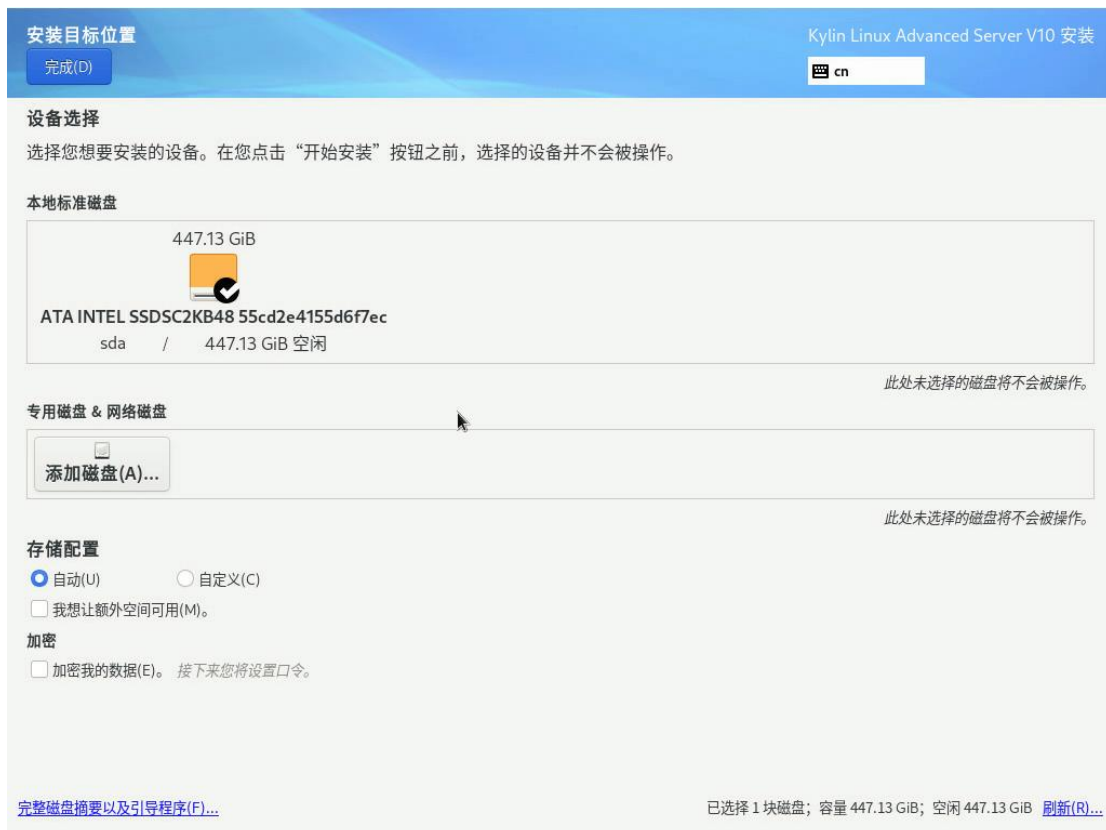 安装目标位置
Kylin Linux Advanced Server V10 安装
完成(D)
cn
设备选择
选择您想要安装的设备。在您点击“开始安装”按钮之前，选择的设备并不会被操作。
本地标准磁盘
447.13 GiB
ATA INTEL SSDSC2KB48 55cd2e4155d6f7ec
sda / 447.13 GiB 空闲
此处未选择的磁盘将不会被操作。
专用磁盘 & 网络磁盘
添加磁盘(A)...
此处未选择的磁盘将不会被操作。
存储配置
自动(U) 自定义(C)
我想让额外空间可用(M)。
加密
加密我的数据(E)。 接下来您将设置口令。
完整磁盘摘要以及引导程序(F)... 已选择 1 块磁盘；容量 447.13 GiB；空闲 447.13 GiB 刷新(R)...